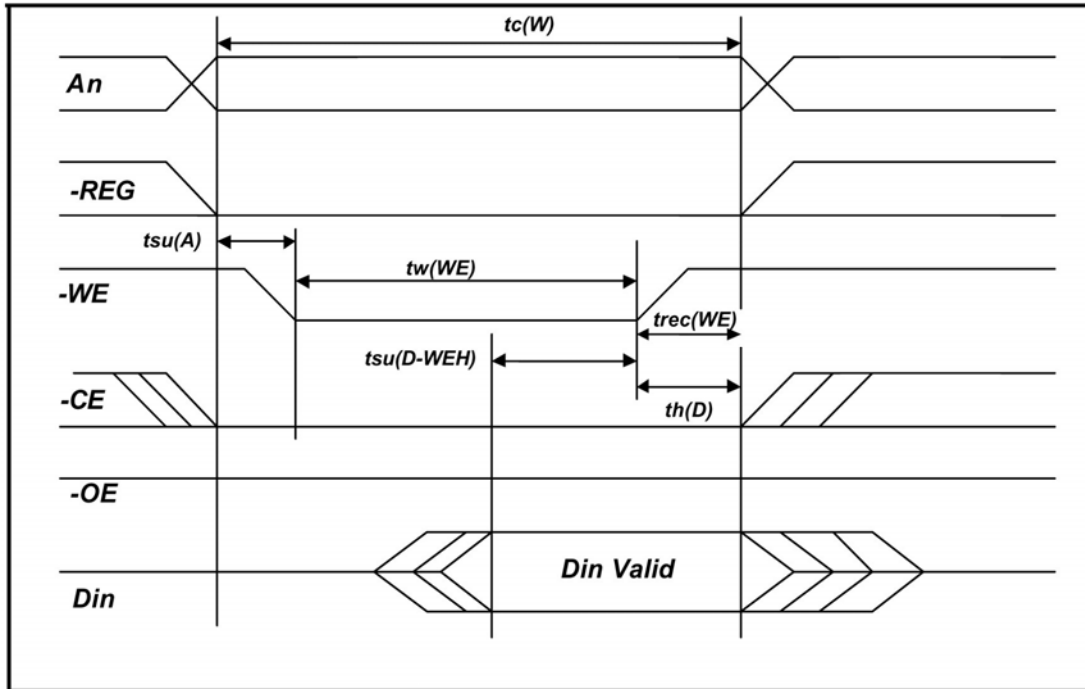 tc(W)
An
-REG
tsu(A)
tw(WE)
-WE
trec(WE)
tsu(D-WEH)
-CE
th(D)
-OE
Din Valid
Din